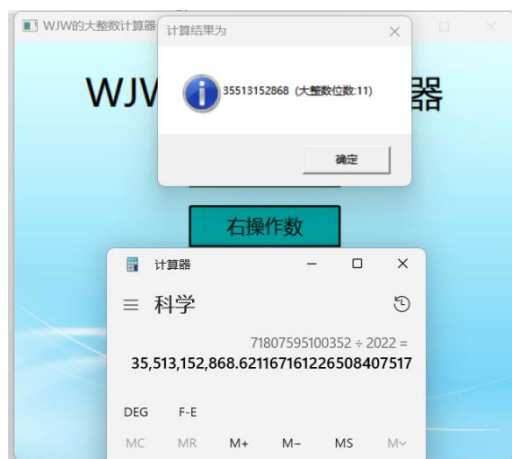 WJW的大整数计算器
计算结果为
35513152868 (大整数位数:11)
WJV
器
确定
右操作数
计算器
科学
71807595100352 ÷ 2022 =
35,513,152,868.621167161226508407517
DEG F-E
MC MR M+ M− MS M˅